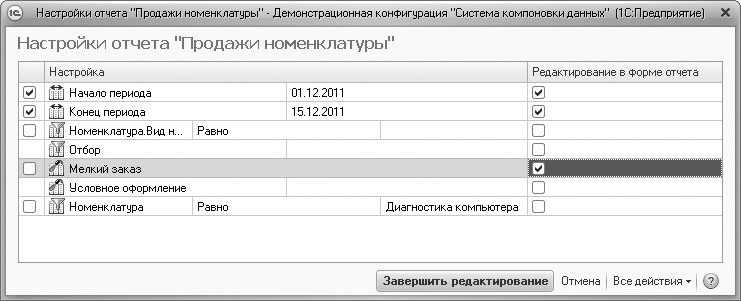 Настройки отчета "Продажи номенклатуры" - Демонстрационная конфигурация "Система компоновки данных" (1С:Предприятие)
Настройки отчета "Продажи номенклатуры"
Настройка Редактирование в форме отчета
Начало периода 01.12.2011
Конец периода 15.12.2011
Номенклатура.Вид н... Равно
Отбор
Мелкий заказ
Условное оформление
Номенклатура Равно Диагностика компьютера
Завершить редактирование Отмена Все действия ?